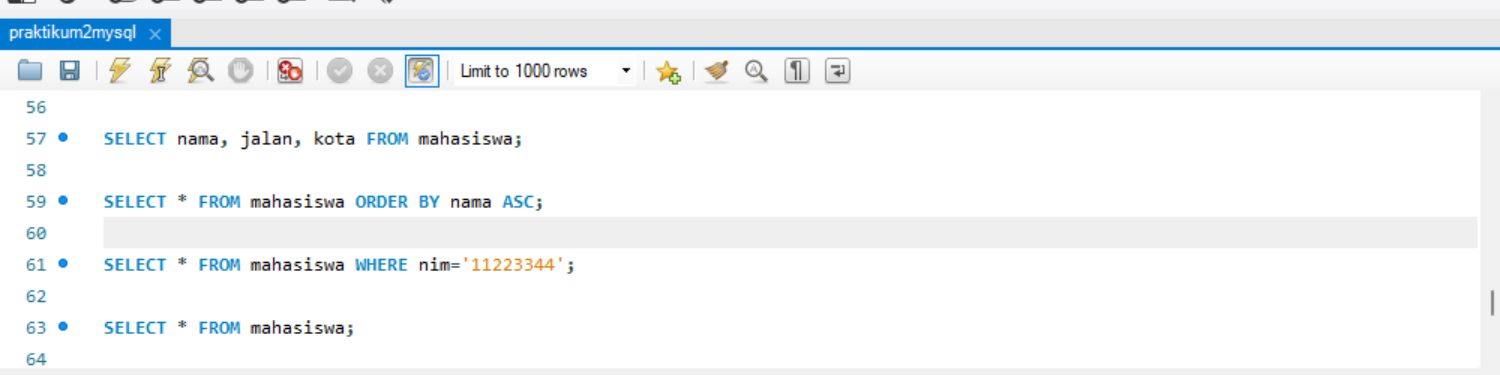 praktikum2mysql
Limit to 1000 rows
56
57 SELECT nama, jalan, kota FROM mahasiswa;
58
59 SELECT * FROM mahasiswa ORDER BY nama ASC;
60
61 SELECT * FROM mahasiswa WHERE nim='11223344';
62
63 SELECT * FROM mahasiswa;
64